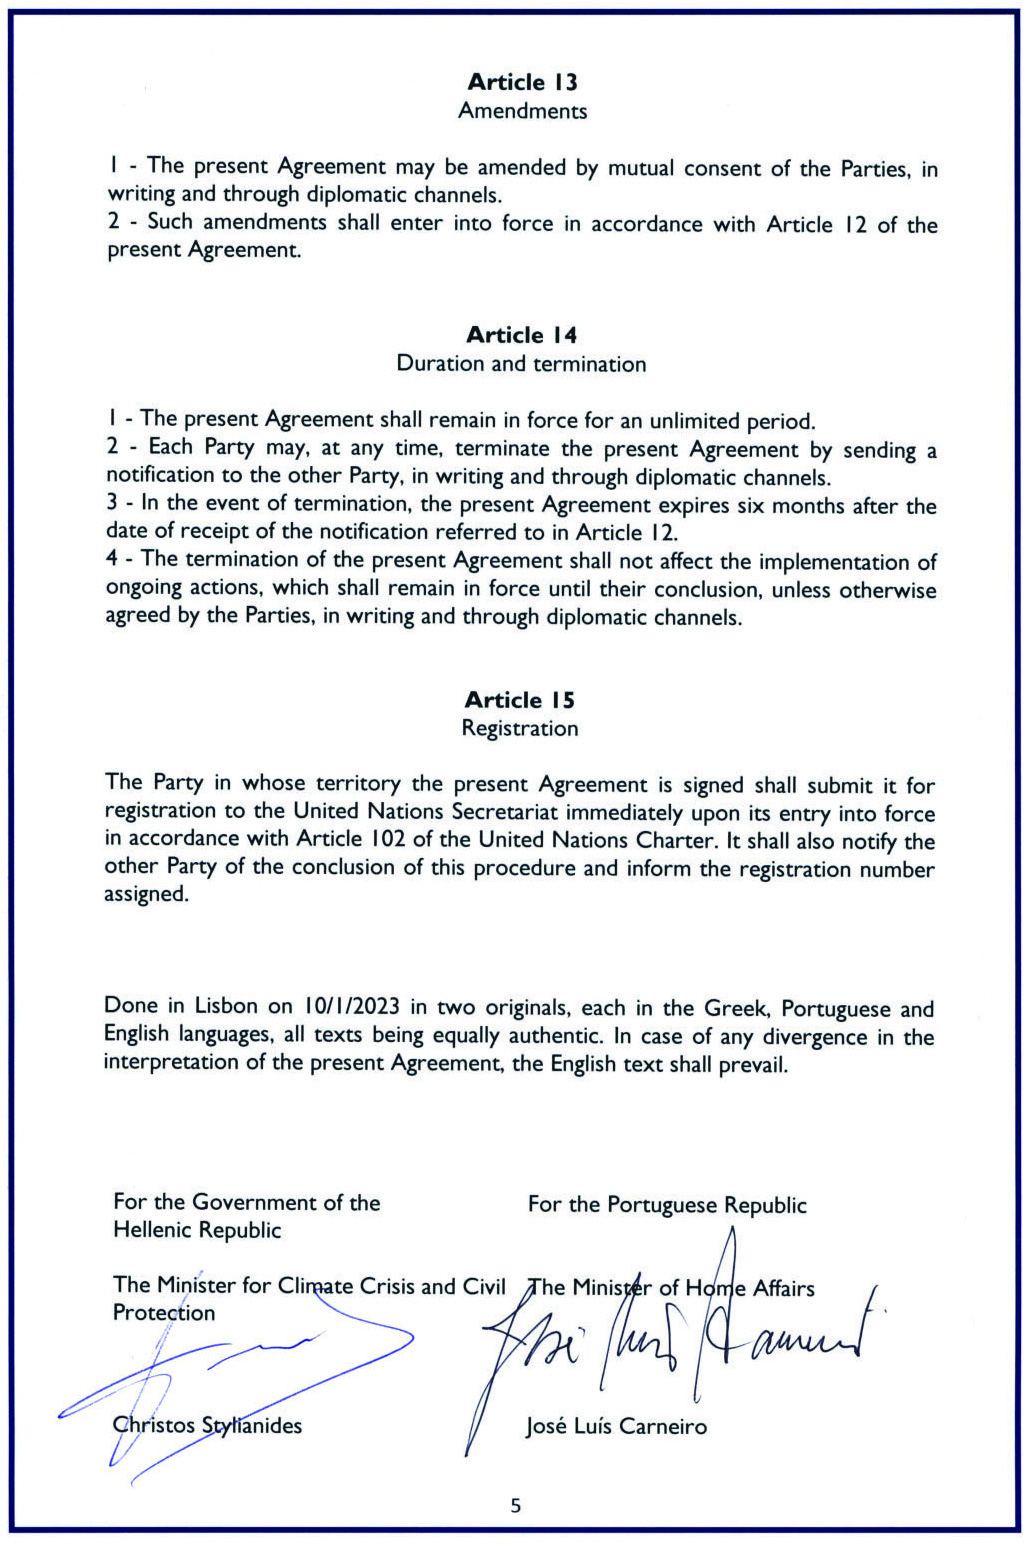 Article 13
Amendments
1 - The present Agreement may be amended by mutual consent of the Parties, in
writing and through diplomatic channels.
2 - Such amendments shall enter into force in accordance with Article 12 of the
present Agreement.
Article 14
Duration and termination
1 - The present Agreement shall remain in force for an unlimited period.
2 - Each Party may, at any time, terminate the present Agreement by sending a
notification to the other Party, in writing and through diplomatic channels.
3 - In the event of termination, the present Agreement expires six months after the
date of receipt of the notification referred to in Article 12.
4 - The termination of the present Agreement shall not affect the implementation of
ongoing actions, which shall remain in force until their conclusion, unless otherwise
agreed by the Parties, in writing and through diplomatic channels.
Article 15
Registration
The Party in whose territory the present Agreement is signed shall submit it for
registration to the United Nations Secretariat immediately upon its entry into force
in accordance with Article 102 of the United Nations Charter. It shall also notify the
other Party of the conclusion of this procedure and inform the registration number
assigned.
Done in Lisbon on 10/1/2023 in two originals, each in the Greek, Portuguese and
English languages, all texts being equally authentic. In case of any divergence in the
interpretation of the present Agreement, the English text shall prevail.
For the Government of the
Hellenic Republic
The Minister for Climate Crisis and Civil
Protection
Christos Stylianides
For the Portuguese Republic
The Minister of Home Affairs
José Luís Carneiro
José Luís Carneiro
5